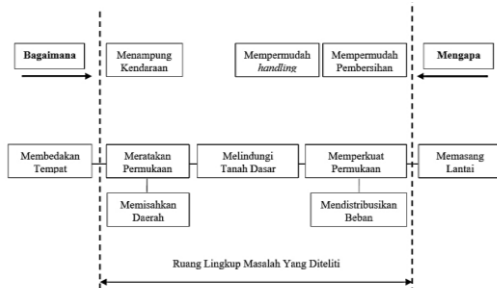 Bagaimana
Menampung
Kendaraan
Mempermudah
handling
Mempermudah
Pembersihan
Mengapa
Membedakan
Tempat
Meratakan
Permukaan
Melindungi
Tanah Dasar
Memperkuat
Permukaan
Memasang
Lantai
Memisahkan
Daerah
Mendistribusikan
Beban
Ruang Lingkup Masalah Yang Diteliti